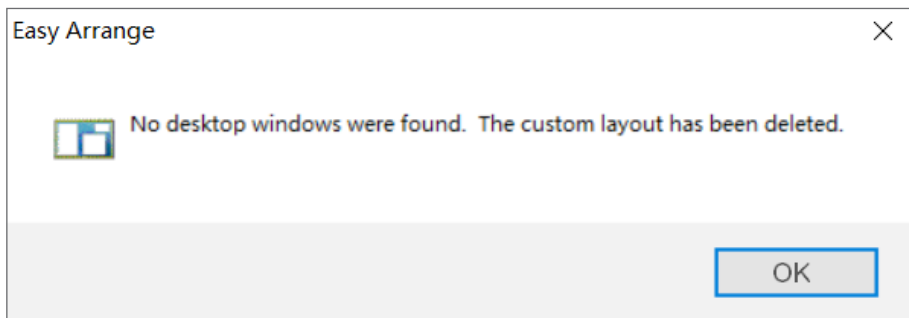 Easy Arrange
No desktop windows were found.  The custom layout has been deleted.
OK